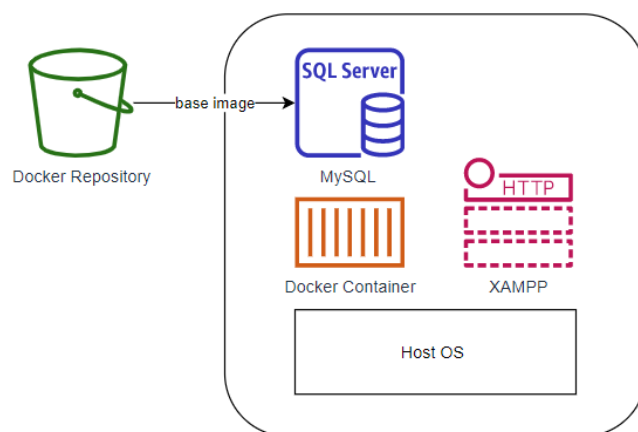 SQL Server
base image
Docker Repository
MySQL
HTTP
Docker Container
XAMPP
Host OS